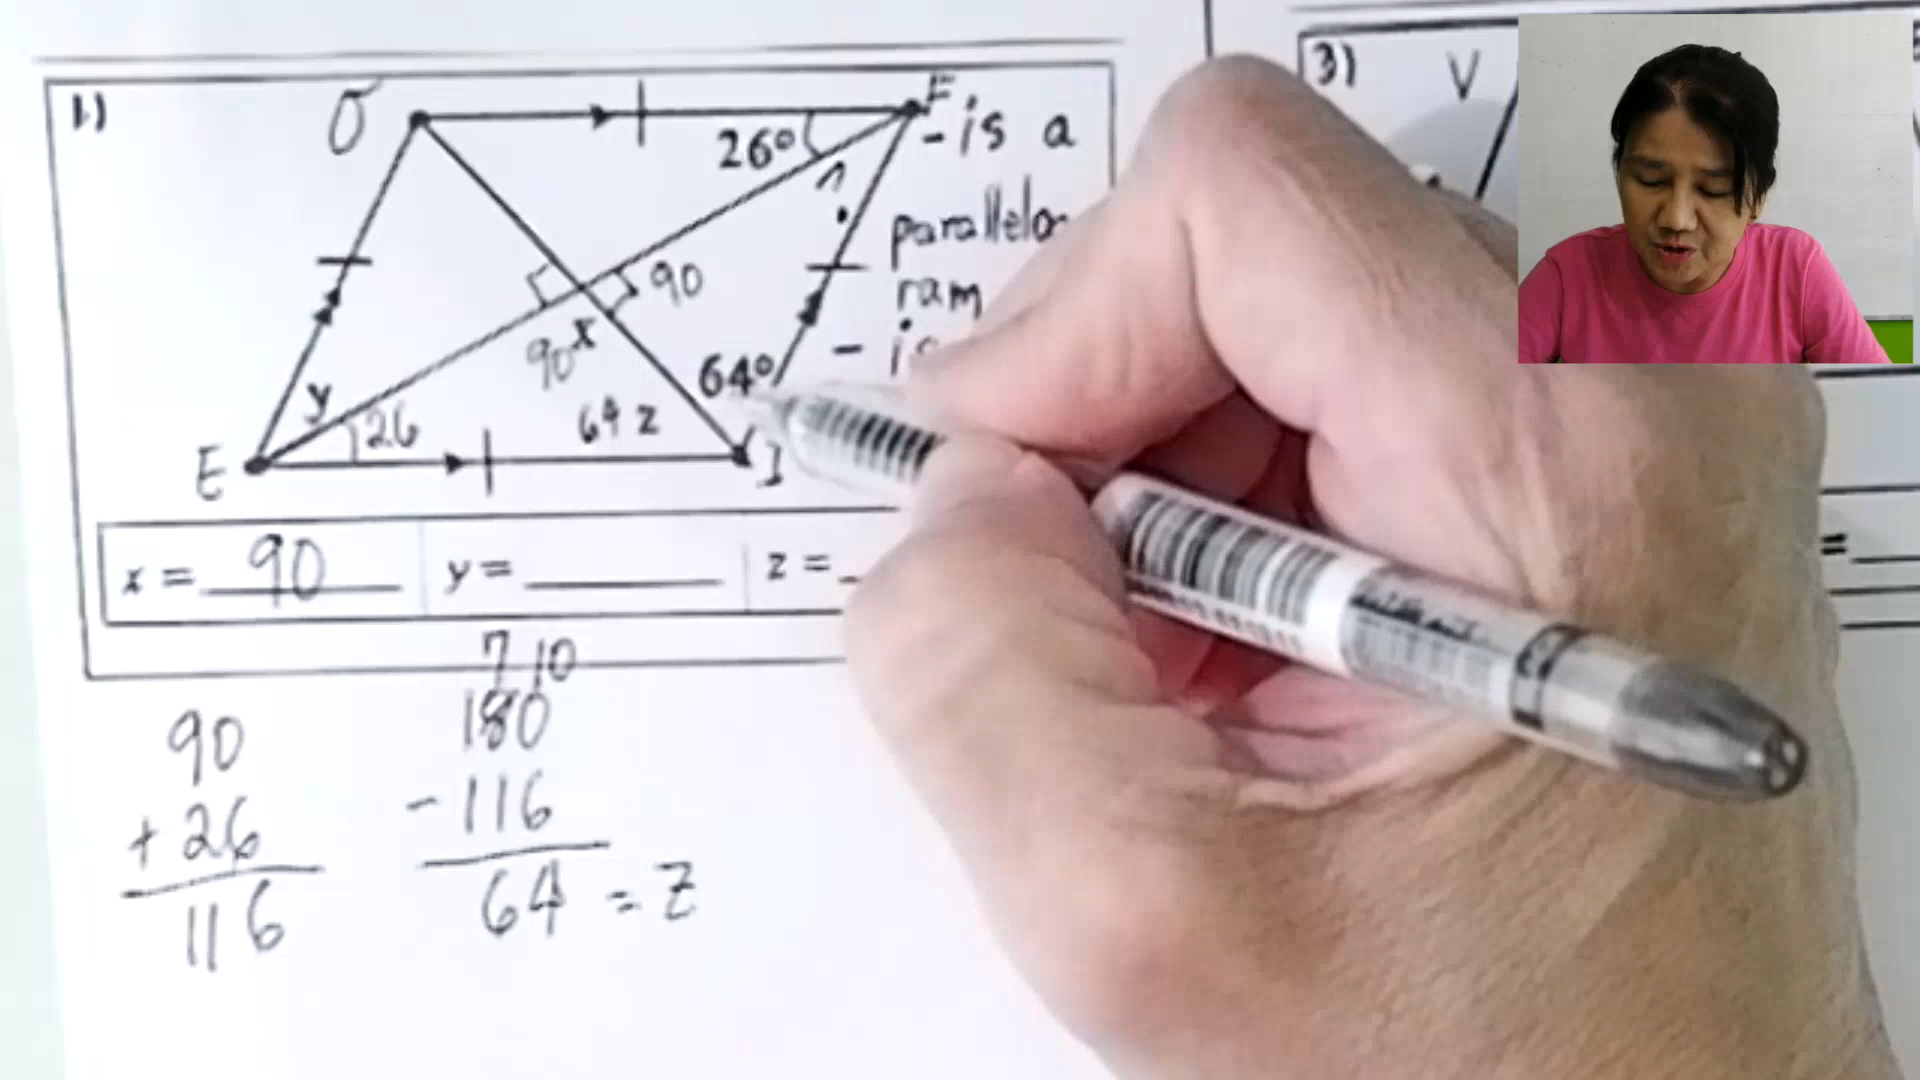 1.)
O
F
26°
- is a
parallelog
ram
90
90
x
64°
y
26
64 z
E
I
x = 90
y =
z =
90
+ 26
116
7 10
180
- 116
64 = z
3)
V
=